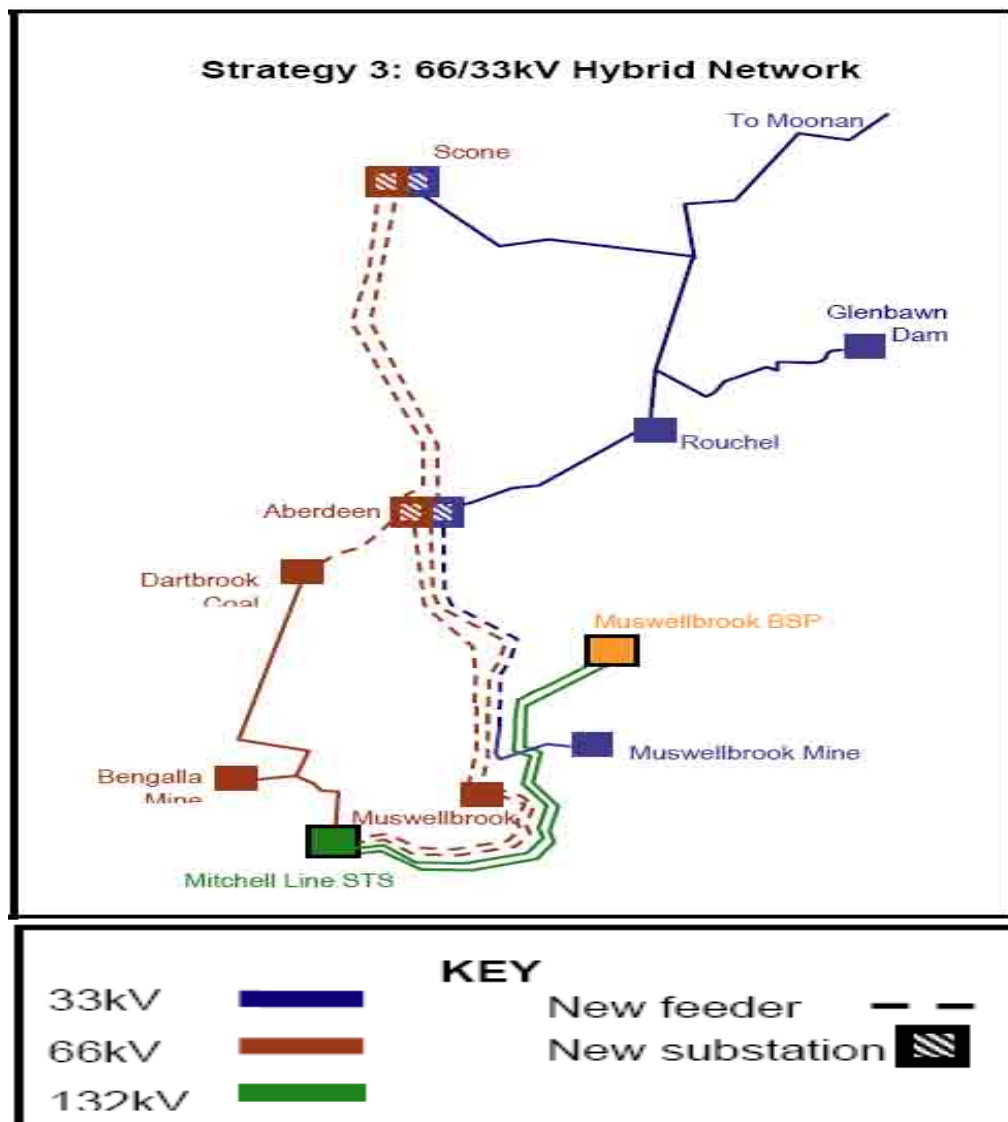 Strategy 3: 66/33kV Hybrid Network
To Moonan
Scone
Glenbawn
Dam
Rouchel
Aberdeen
Dartbrook
Coal
Muswellbrook BSP
Muswellbrook Mine
Bengalla
Mine
Muswellbrook
Mitchell Line STS
KEY
33kV
New feeder
66kV
New substation
132kV